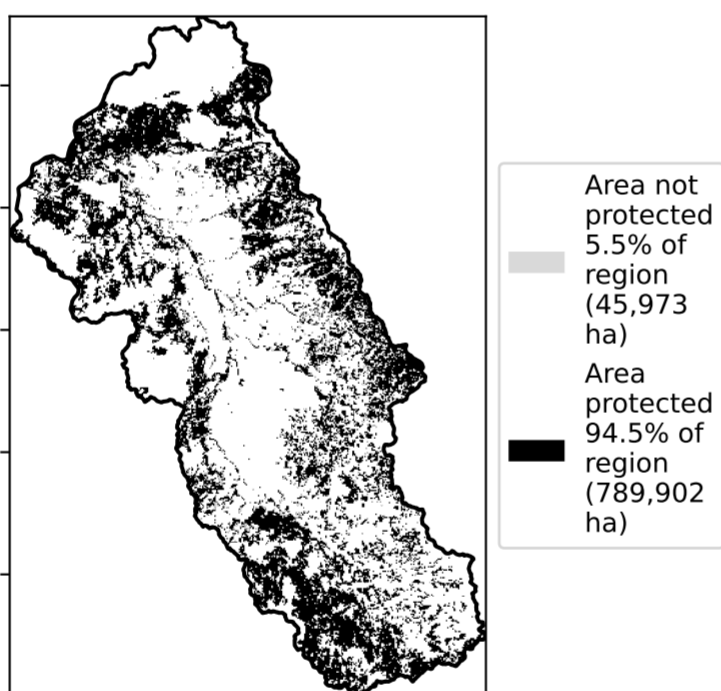 Area not
protected
5.5% of
region
(45,973
ha)
Area
protected
94.5% of
region
(789,902
ha)